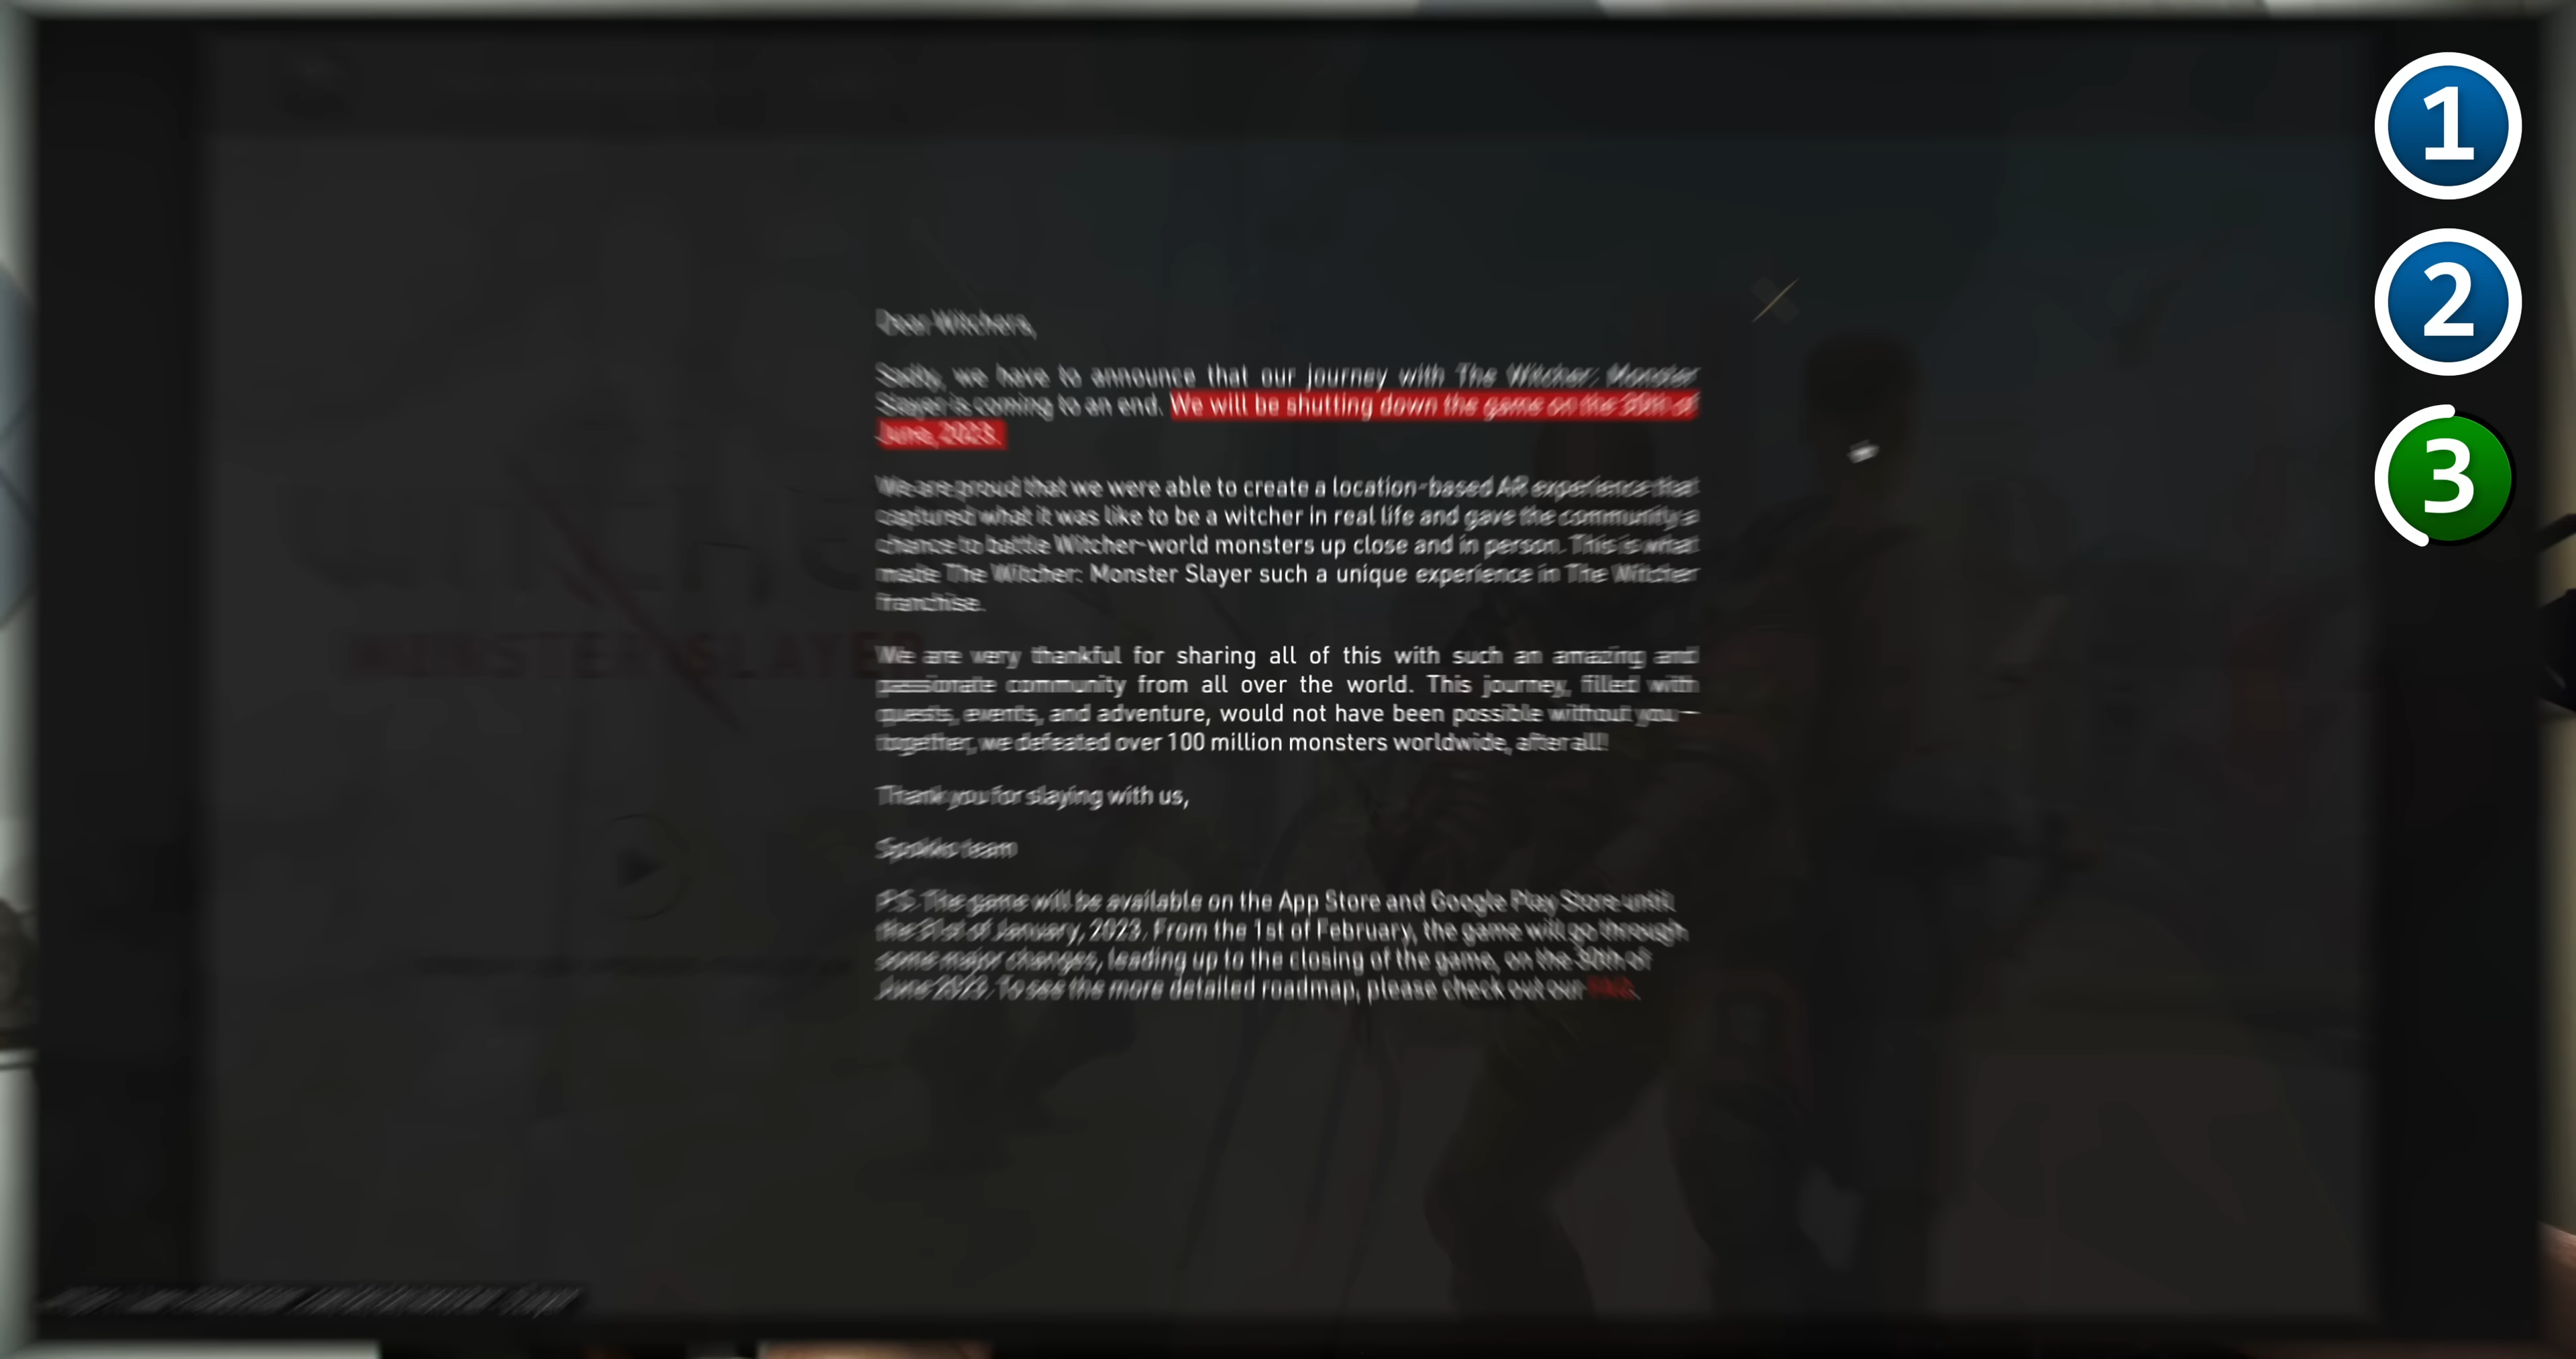 Dear Witchers,
Sadly, we have to announce that our journey with The Witcher: Monster
Slayer is coming to an end. We will be shutting down the game on the 30th of
June, 2023.
We are proud that we were able to create a location-based AR experience that
captured what it was like to be a witcher in real life and gave the community a
chance to battle Witcher-world monsters up close and in person. This is what
made The Witcher: Monster Slayer such a unique experience in The Witcher
franchise.
We are very thankful for sharing all of this with such an amazing and
passionate community from all over the world. This journey, filled with
quests, events, and adventure, would not have been possible without you –
together, we defeated over 100 million monsters worldwide, after all!
Thank you for slaying with us,
Spokko team
P.S. The game will be available on the App Store and Google Play Store until
the 31st of January, 2023. From the 1st of February, the game will go through
some major changes, leading up to the closing of the game, on the 30th of
June 2023. To see the more detailed roadmap, please check out our FAQ.
MONSTER SLAYER
1
2
3